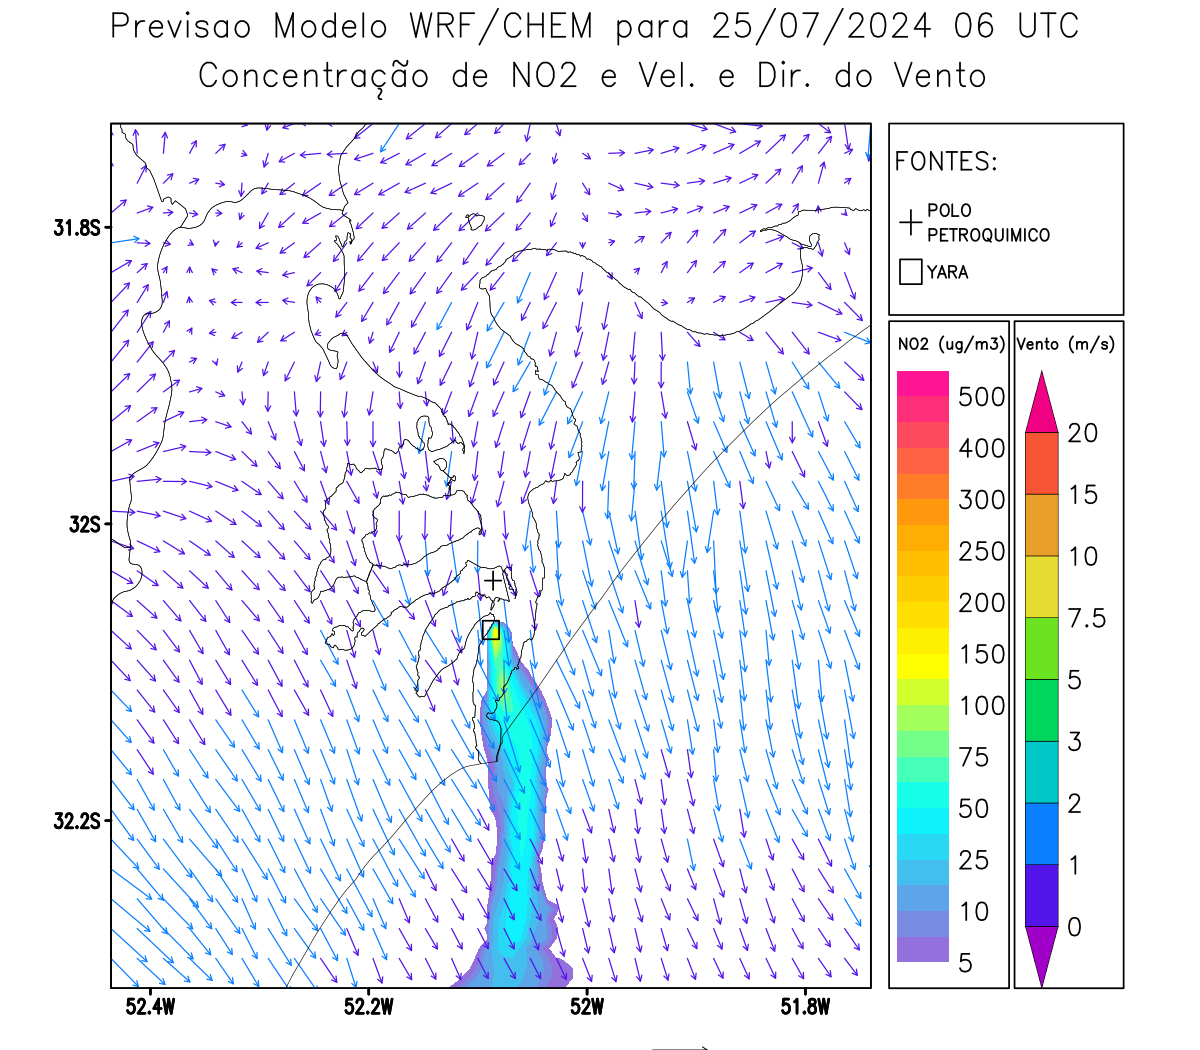 Previsao Modelo WRF/CHEM para 25/07/2024 06 UTC
Concentração de NO2 e Vel. e Dir. do Vento
FONTES:
POLO
PETROQUIMICO
YARA
NO2 (ug/m3)
500
400
300
250
200
150
100
75
50
25
10
5
Vento (m/s)
20
15
10
7.5
5
3
2
1
0
31.8S
32S
32.2S
52.4W
52.2W
52W
51.8W